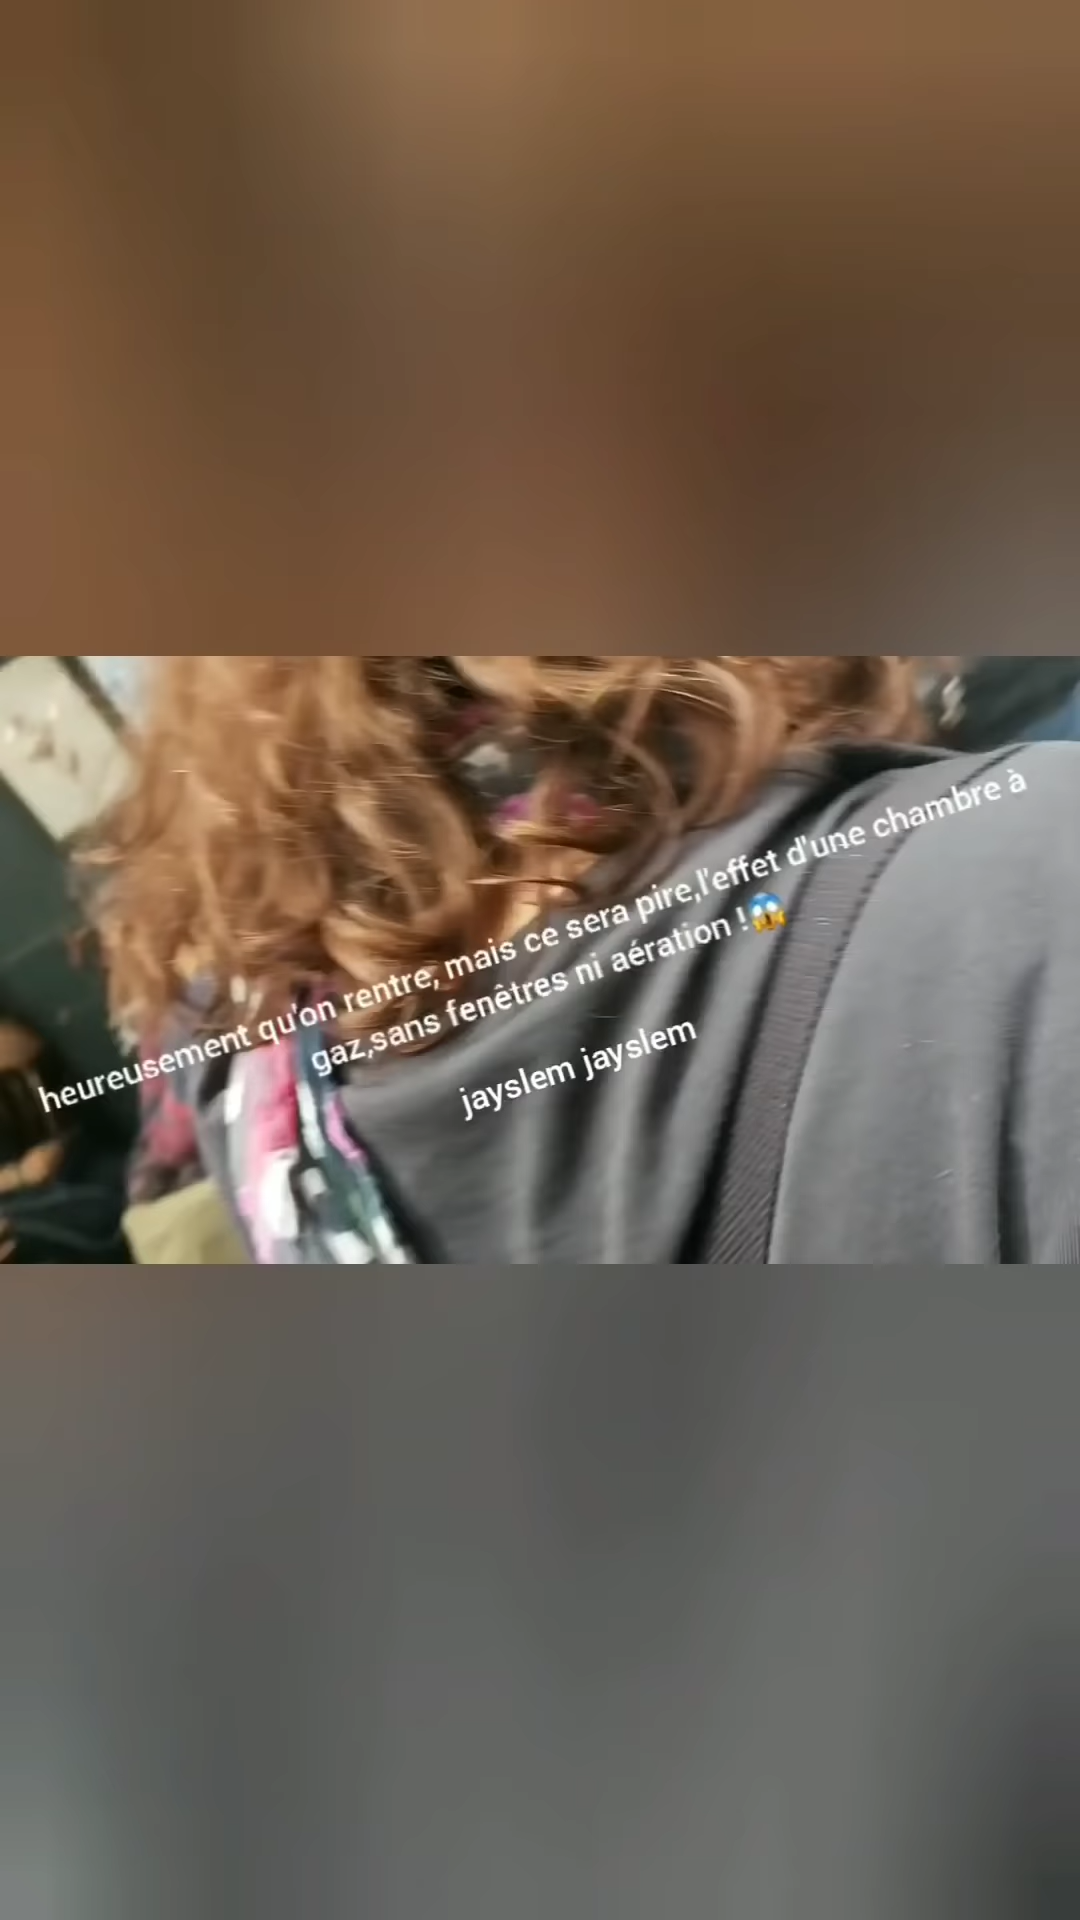 heureusement qu'on rentre, mais ce sera pire,l'effet d'une chambre à
gaz,sans fenêtres ni aération !😱
jayslem jayslem